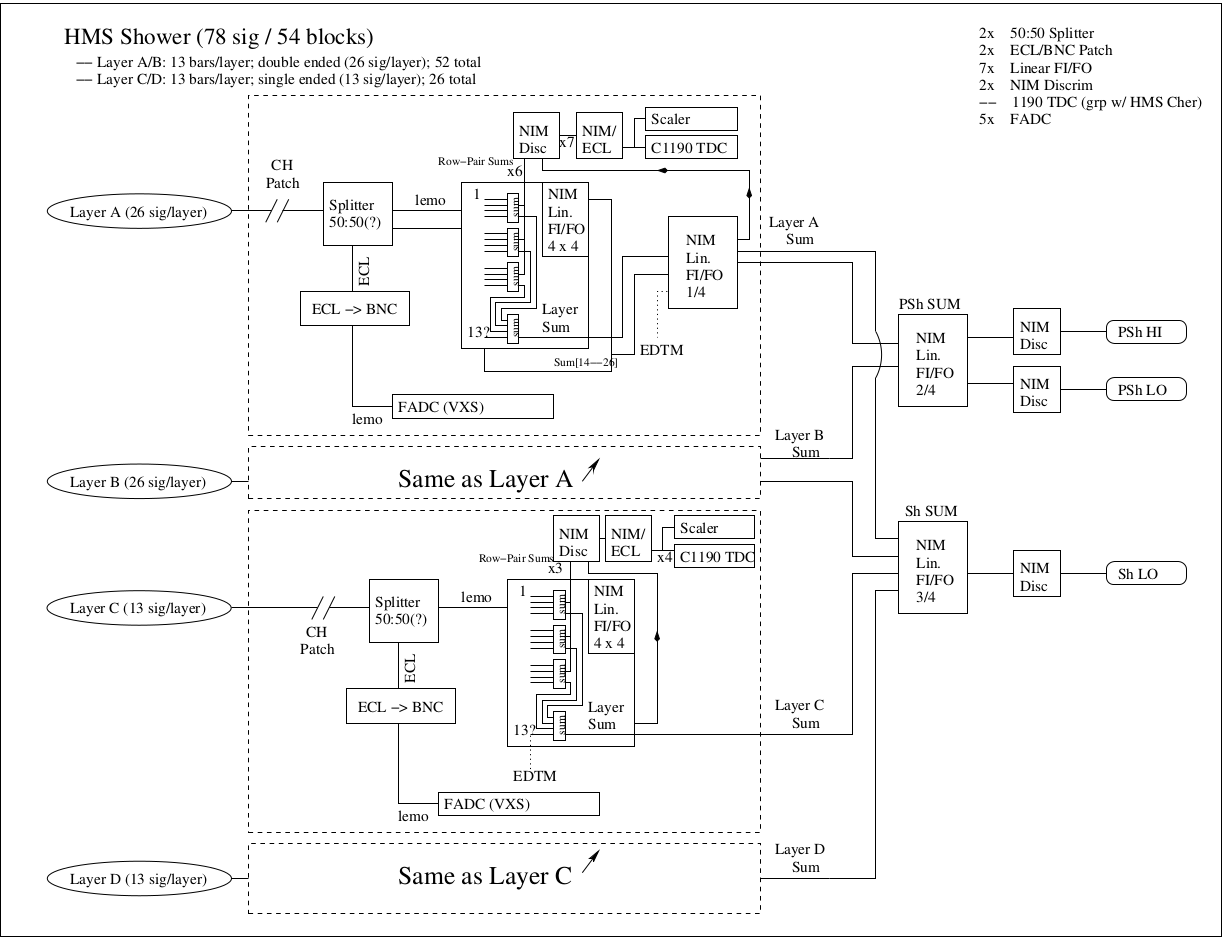 HMS Shower (78 sig / 54 blocks)
−− Layer A/B: 13 bars/layer; double ended (26 sig/layer); 52 total
−− Layer C/D: 13 bars/layer; single ended (13 sig/layer); 26 total
2x 50:50 Splitter
2x ECL/BNC Patch
7x Linear FI/FO
2x NIM Discrim
−− 1190 TDC (grp w/ HMS Cher)
5x FADC
Layer A (26 sig/layer)
CH
Patch
Splitter
50:50(?)
lemo
ECL
ECL −> BNC
lemo
FADC (VXS)
Row−Pair Sums
x6
NIM
Disc
x7
NIM/
ECL
Scaler
C1190 TDC
1
sum
sum
sum
sum
13?
NIM
Lin.
FI/FO
4 x 4
Layer
Sum
Sum[14−−26]
NIM
Lin.
FI/FO
1/4
EDTM
Layer A
Sum
PSh SUM
NIM
Lin.
FI/FO
2/4
NIM
Disc
PSh HI
NIM
Disc
PSh LO
Layer B (26 sig/layer)
Same as Layer A
Layer B
Sum
Sh SUM
NIM
Lin.
FI/FO
3/4
NIM
Disc
Sh LO
Layer C (13 sig/layer)
CH
Patch
Splitter
50:50(?)
lemo
ECL
ECL −> BNC
lemo
FADC (VXS)
Row−Pair Sums
x3
NIM
Disc
NIM/
ECL
x4
Scaler
C1190 TDC
1
sum
sum
sum
sum
13?
NIM
Lin.
FI/FO
4 x 4
Layer
Sum
EDTM
Layer C
Sum
Layer D (13 sig/layer)
Same as Layer C
Layer D
Sum